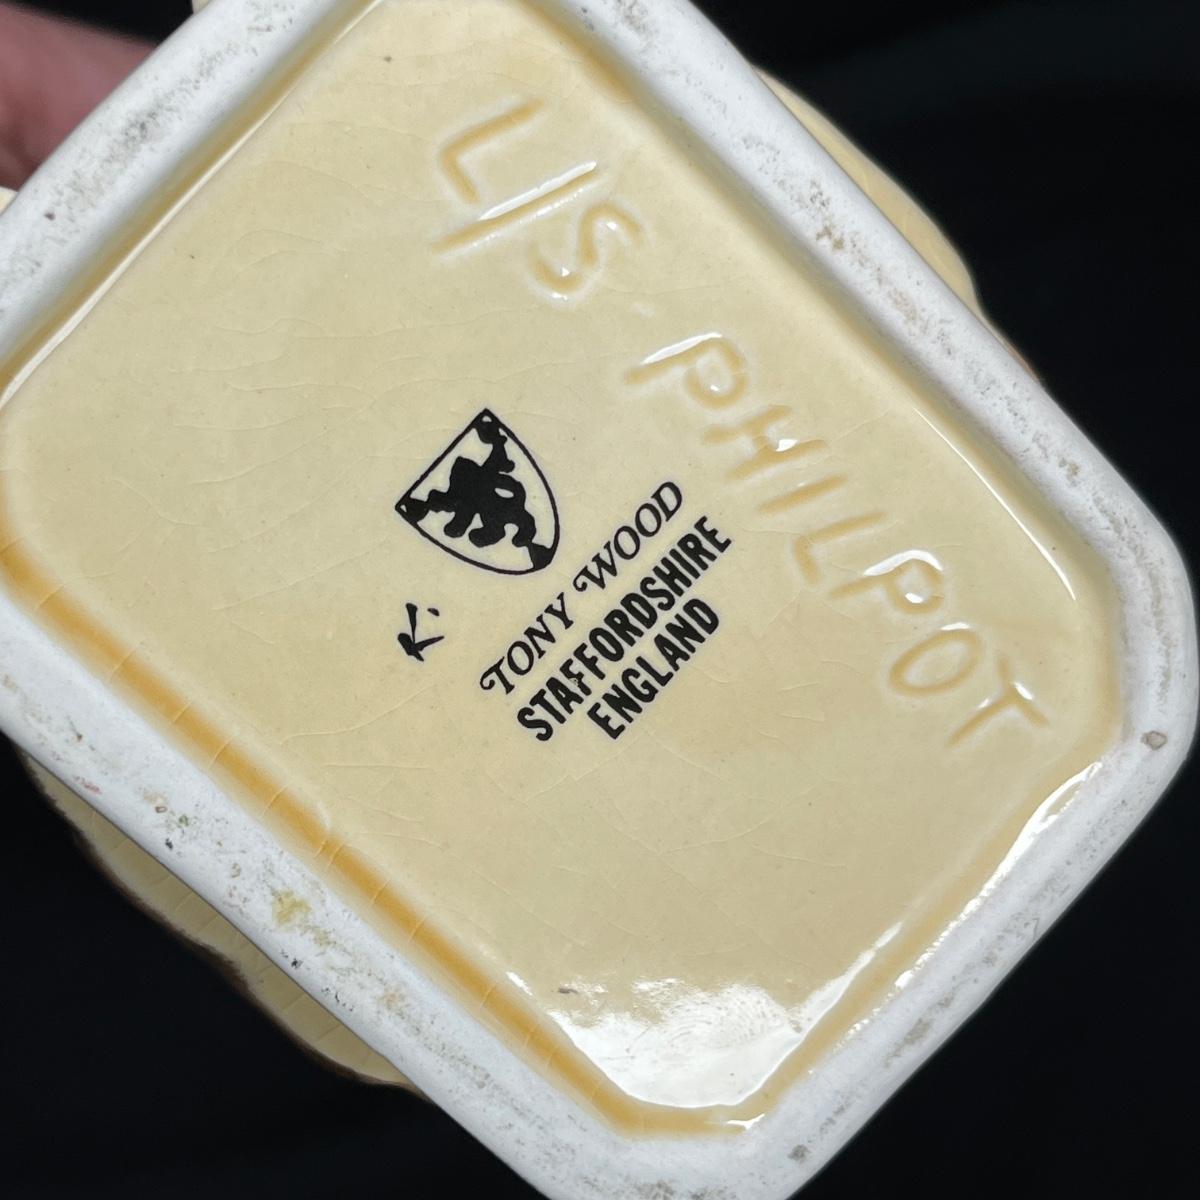 L/S. PHILPOT
TONY WOOD
STAFFORDSHIRE
ENGLAND
K.